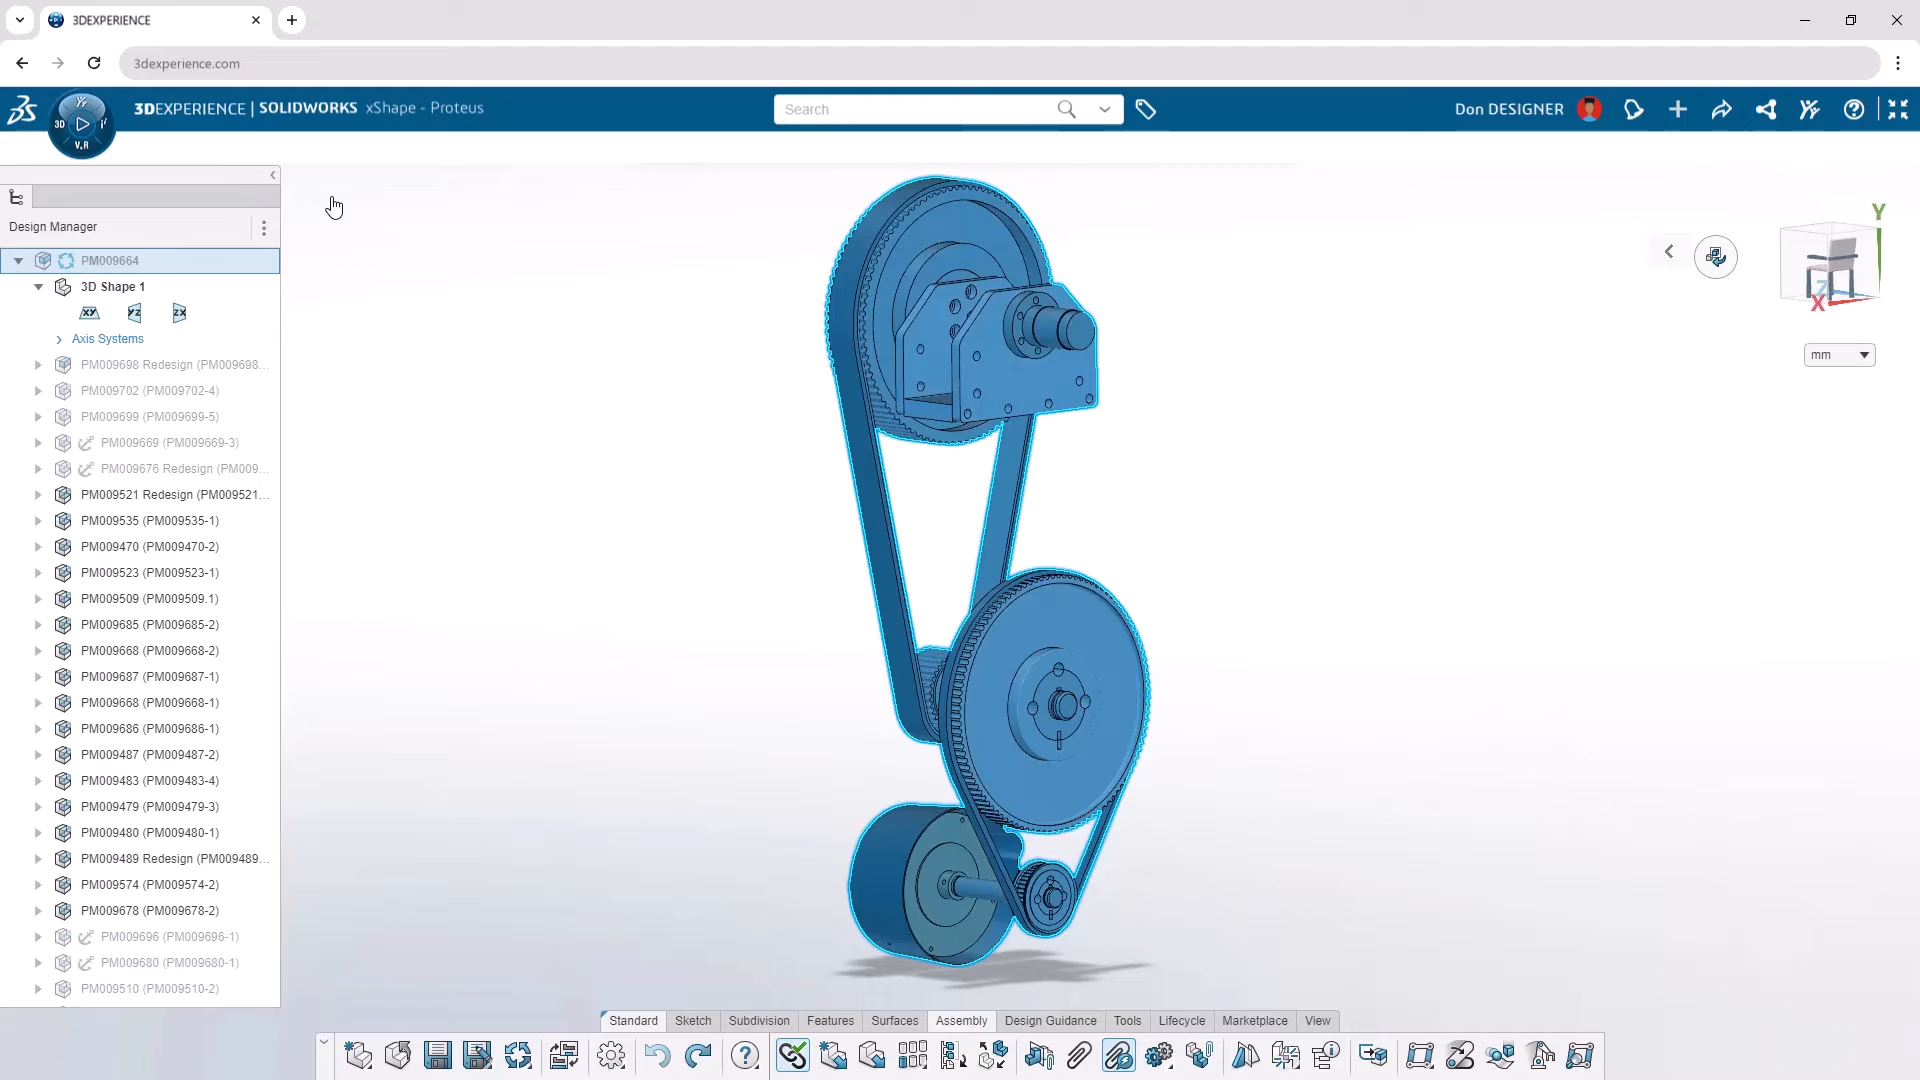 3DEXPERIENCE
3dexperience.com
3DEXPERIENCE | SOLIDWORKS xShape - Proteus
Search
Don DESIGNER
3D
V.R
Design Manager
PM009664
3D Shape 1
XY YZ ZX
Axis Systems
PM009698 Redesign (PM009698...
PM009702 (PM009702-4)
PM009699 (PM009699-5)
PM009669 (PM009669-3)
PM009676 Redesign (PM009...
PM009521 Redesign (PM009521...
PM009535 (PM009535-1)
PM009470 (PM009470-2)
PM009523 (PM009523-1)
PM009509 (PM009509.1)
PM009685 (PM009685-2)
PM009668 (PM009668-2)
PM009687 (PM009687-1)
PM009668 (PM009668-1)
PM009686 (PM009686-1)
PM009487 (PM009487-2)
PM009483 (PM009483-4)
PM009479 (PM009479-3)
PM009480 (PM009480-1)
PM009489 Redesign (PM009489...
PM009574 (PM009574-2)
PM009678 (PM009678-2)
PM009696 (PM009696-1)
PM009680 (PM009680-1)
PM009510 (PM009510-2)
Y
Z
X
mm
Standard Sketch Subdivision Features Surfaces Assembly Design Guidance Tools Lifecycle Marketplace View